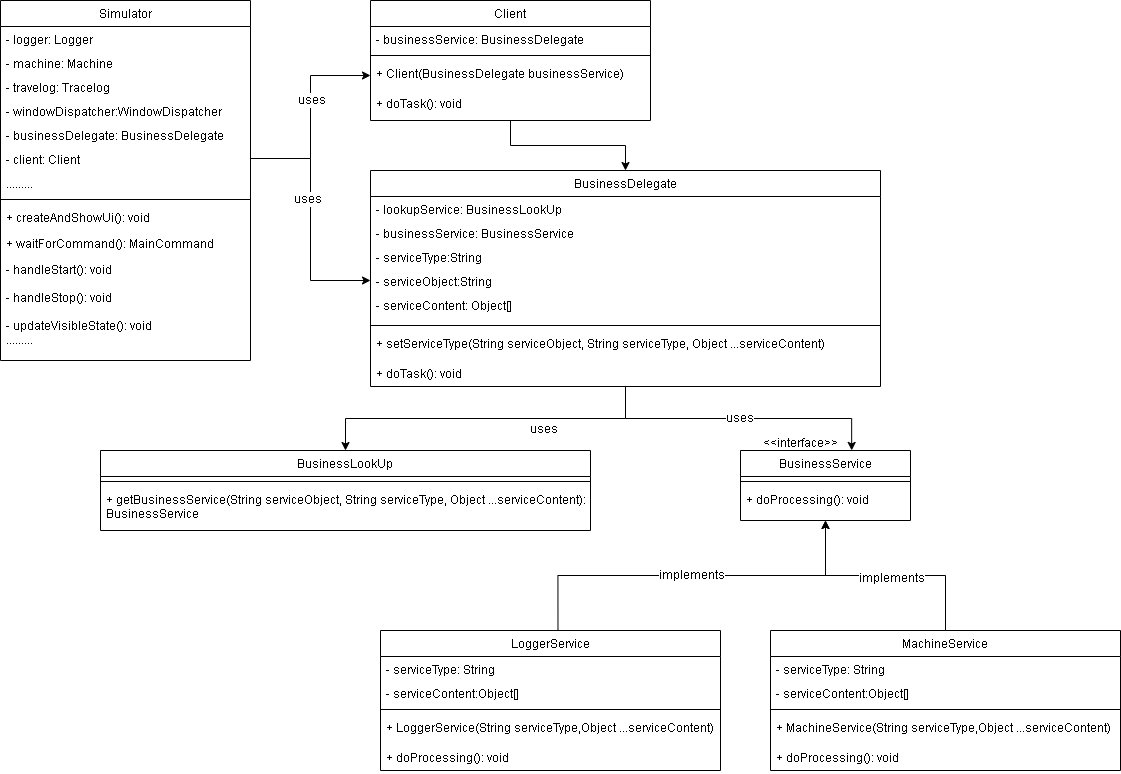 Simulator
- logger: Logger
- machine: Machine
- travelog: Tracelog
- windowDispatcher:WindowDispatcher
- businessDelegate: BusinessDelegate
- client: Client
.........
+ createAndShowUi(): void
+ waitForCommand(): MainCommand
- handleStart(): void
- handleStop(): void
- updateVisibleState(): void
.........
uses
uses
Client
- businessService: BusinessDelegate
+ Client(BusinessDelegate businessService)
+ doTask(): void
BusinessDelegate
- lookupService: BusinessLookUp
- businessService: BusinessService
- serviceType:String
- serviceObject:String
- serviceContent: Object[]
+ setServiceType(String serviceObject, String serviceType, Object ...serviceContent)
+ doTask(): void
uses
uses
BusinessLookUp
+ getBusinessService(String serviceObject, String serviceType, Object ...serviceContent):
BusinessService
<<interface>>
BusinessService
+ doProcessing(): void
implements
implements
LoggerService
- serviceType: String
- serviceContent:Object[]
+ LoggerService(String serviceType,Object ...serviceContent)
+ doProcessing(): void
MachineService
- serviceType: String
- serviceContent:Object[]
+ MachineService(String serviceType,Object ...serviceContent)
+ doProcessing(): void